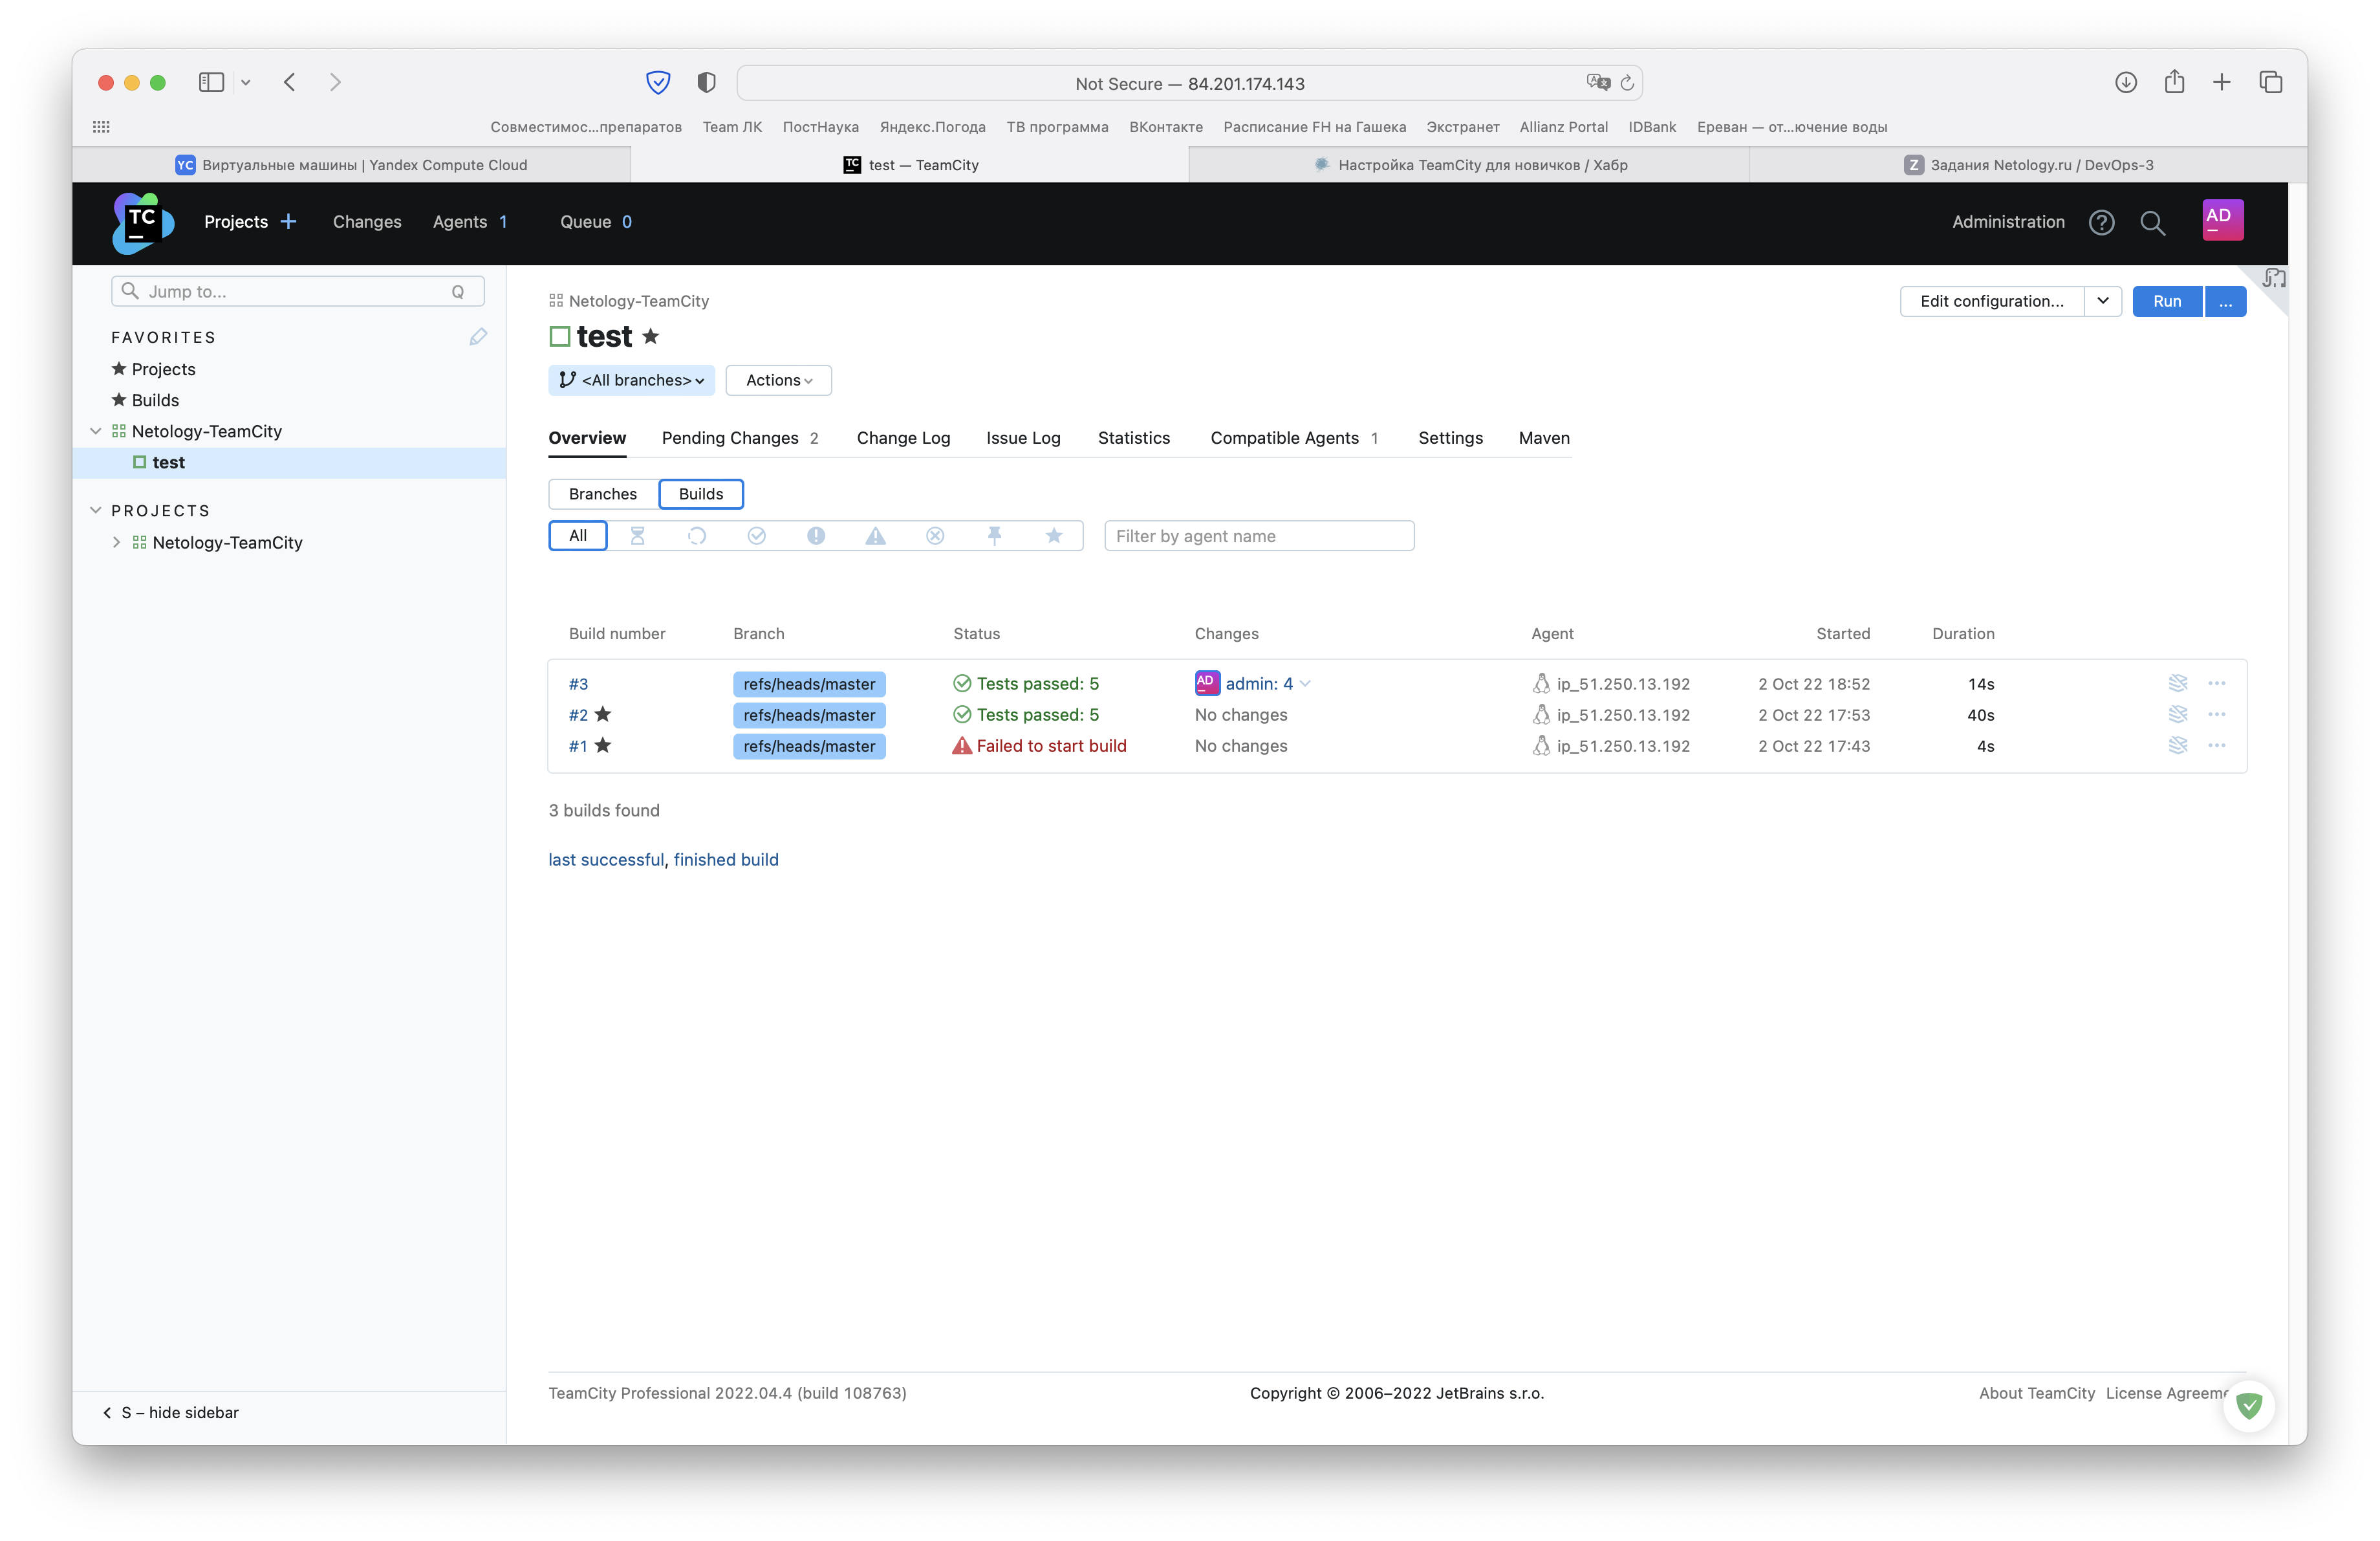 Not Secure — 84.201.174.143
Совместимос...препаратов Team ЛК ПостНаука Яндекс.Погода ТВ программа ВКонтакте Расписание FH на Гашека Экстранет Allianz Portal IDBank Ереван — от...ючение воды
YC Виртуальные машины | Yandex Compute Cloud
TC test — TeamCity
Настройка TeamCity для новичков / Хабр
Z Задания Netology.ru / DevOps-3
TC Projects + Changes Agents 1 Queue 0 Administration ? AD
Jump to... Q
FAVORITES
Projects
Builds
Netology-TeamCity
test
PROJECTS
Netology-TeamCity
S – hide sidebar
Netology-TeamCity
Edit configuration... Run ...
test
<All branches> Actions
Overview Pending Changes 2 Change Log Issue Log Statistics Compatible Agents 1 Settings Maven
Branches Builds
All Filter by agent name
Build number Branch Status Changes Agent Started Duration
#3 refs/heads/master Tests passed: 5 AD admin: 4 ip_51.250.13.192 2 Oct 22 18:52 14s
#2 refs/heads/master Tests passed: 5 No changes ip_51.250.13.192 2 Oct 22 17:53 40s
#1 refs/heads/master Failed to start build No changes ip_51.250.13.192 2 Oct 22 17:43 4s
3 builds found
last successful, finished build
TeamCity Professional 2022.04.4 (build 108763) Copyright © 2006–2022 JetBrains s.r.o. About TeamCity License Agreeme